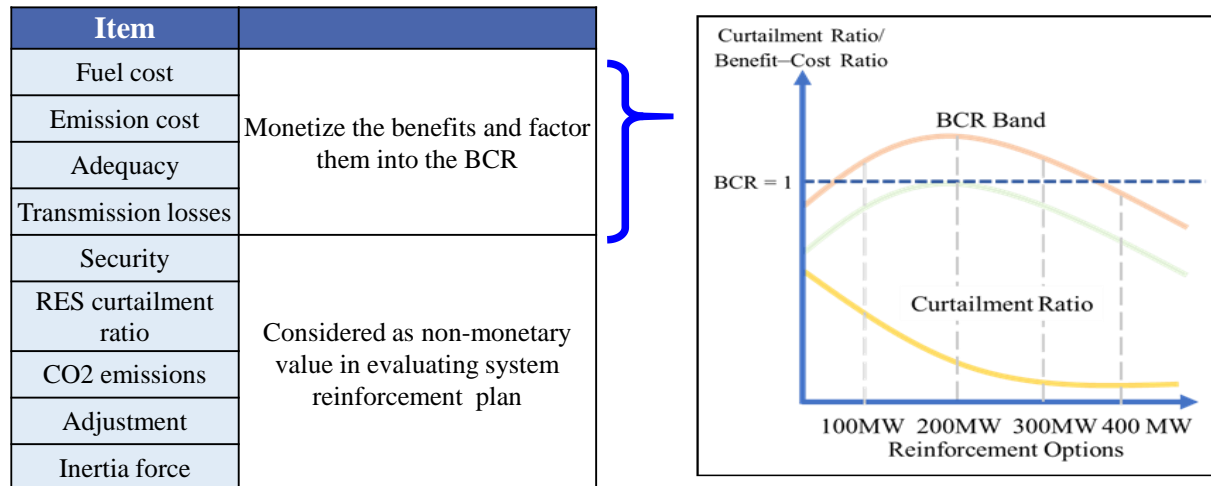 Item
Fuel cost
Emission cost
Adequacy
Transmission losses
Monetize the benefits and factor
them into the BCR
Security
RES curtailment
ratio
CO2 emissions
Adjustment
Inertia force
Considered as non-monetary
value in evaluating system
reinforcement plan
Curtailment Ratio/
Benefit–Cost Ratio
BCR Band
BCR = 1
Curtailment Ratio
100MW 200MW 300MW 400 MW
Reinforcement Options